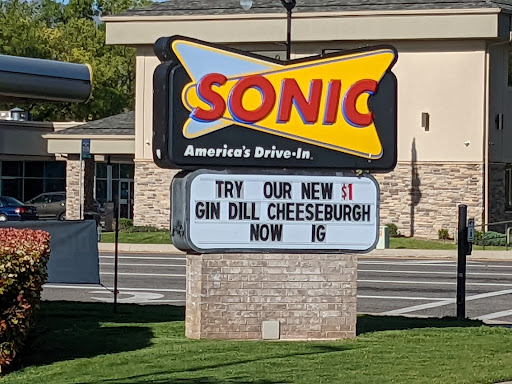 SONIC
America's Drive-In
TRY OUR NEW $1
GIN DILL CHEESEBURGH
NOW IG